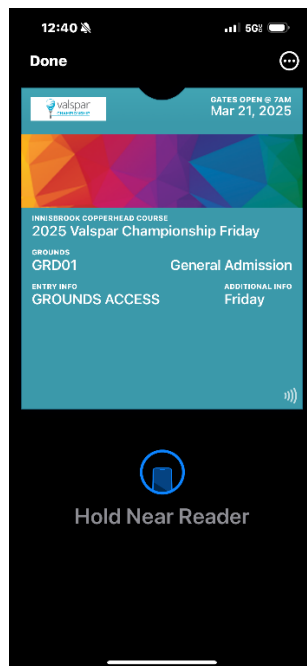 12:40
5G
Done
valspar
GATES OPEN @ 7AM
Mar 21, 2025
INNISBROOK COPPERHEAD COURSE
2025 Valspar Championship Friday
GROUNDS
GRD01
General Admission
ENTRY INFO
GROUNDS ACCESS
ADDITIONAL INFO
Friday
Hold Near Reader